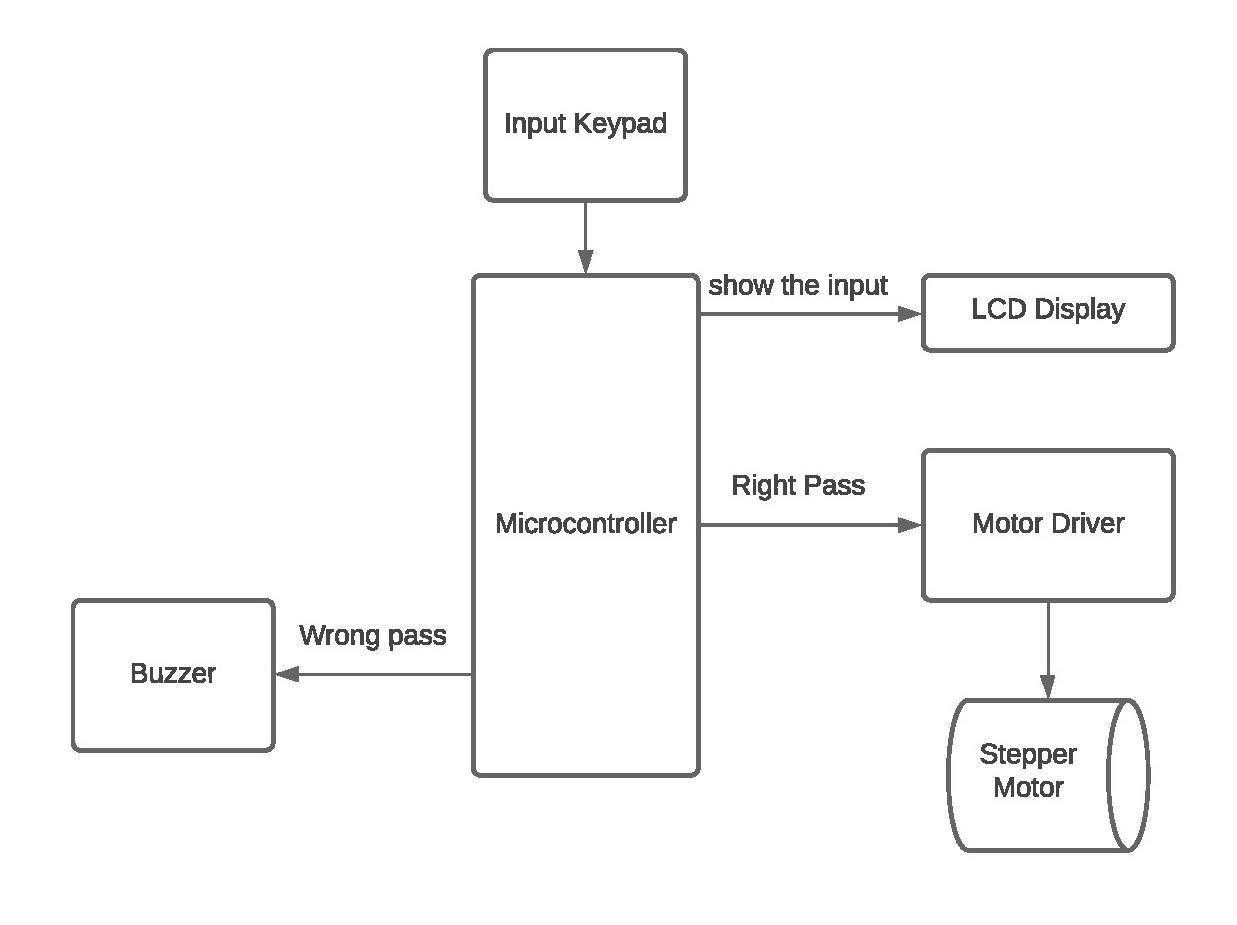 Input Keypad
show the input
LCD Display
Right Pass
Microcontroller
Motor Driver
Wrong pass
Buzzer
Stepper
Motor